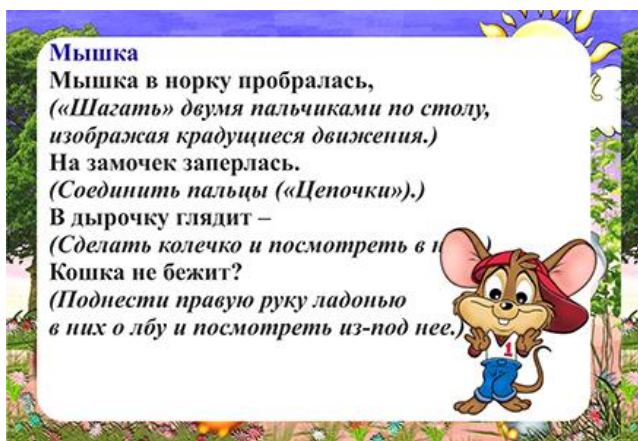 Мышка
Мышка в норку пробралась,
(«Шагать» двумя пальчиками по столу,
изображая крадущиеся движения.)
На замочек заперлась.
(Соединить пальцы («Цепочки»).)
В дырочку глядит –
(Сделать колечко и посмотреть в
Кошка не бежит?
(Поднести правую руку ладонью
в них о лбу и посмотреть из-под нее.)
1